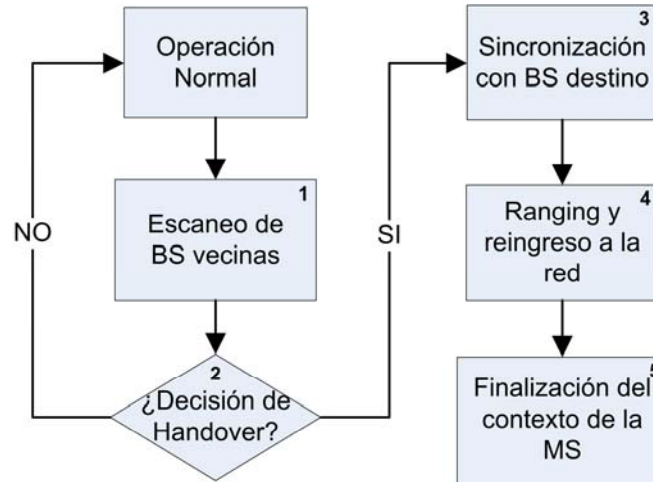 Operación
Normal
1
Escaneo de
BS vecinas
2
¿Decisión de
Handover?
NO
SI
3
Sincronización
con BS destino
4
Ranging y
reingreso a la
red
5
Finalización del
contexto de la
MS